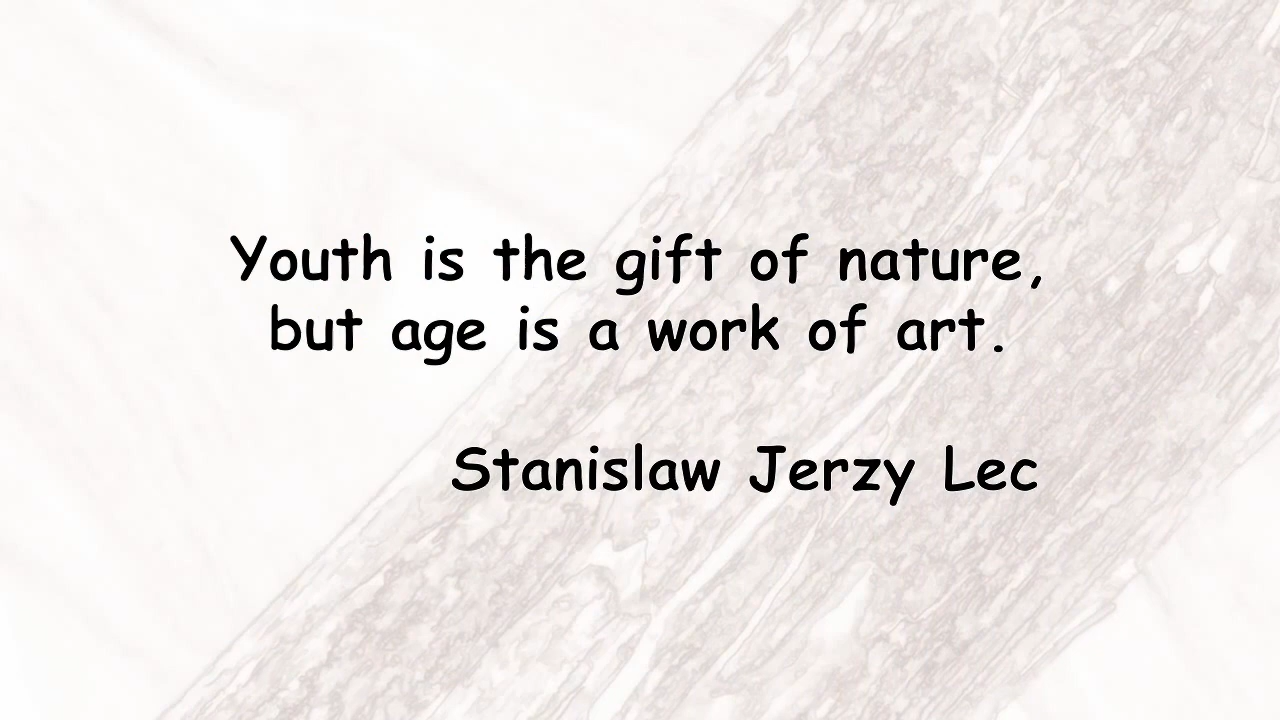 Youth is the gift of nature,
but age is a work of art.
Stanislaw Jerzy Lec